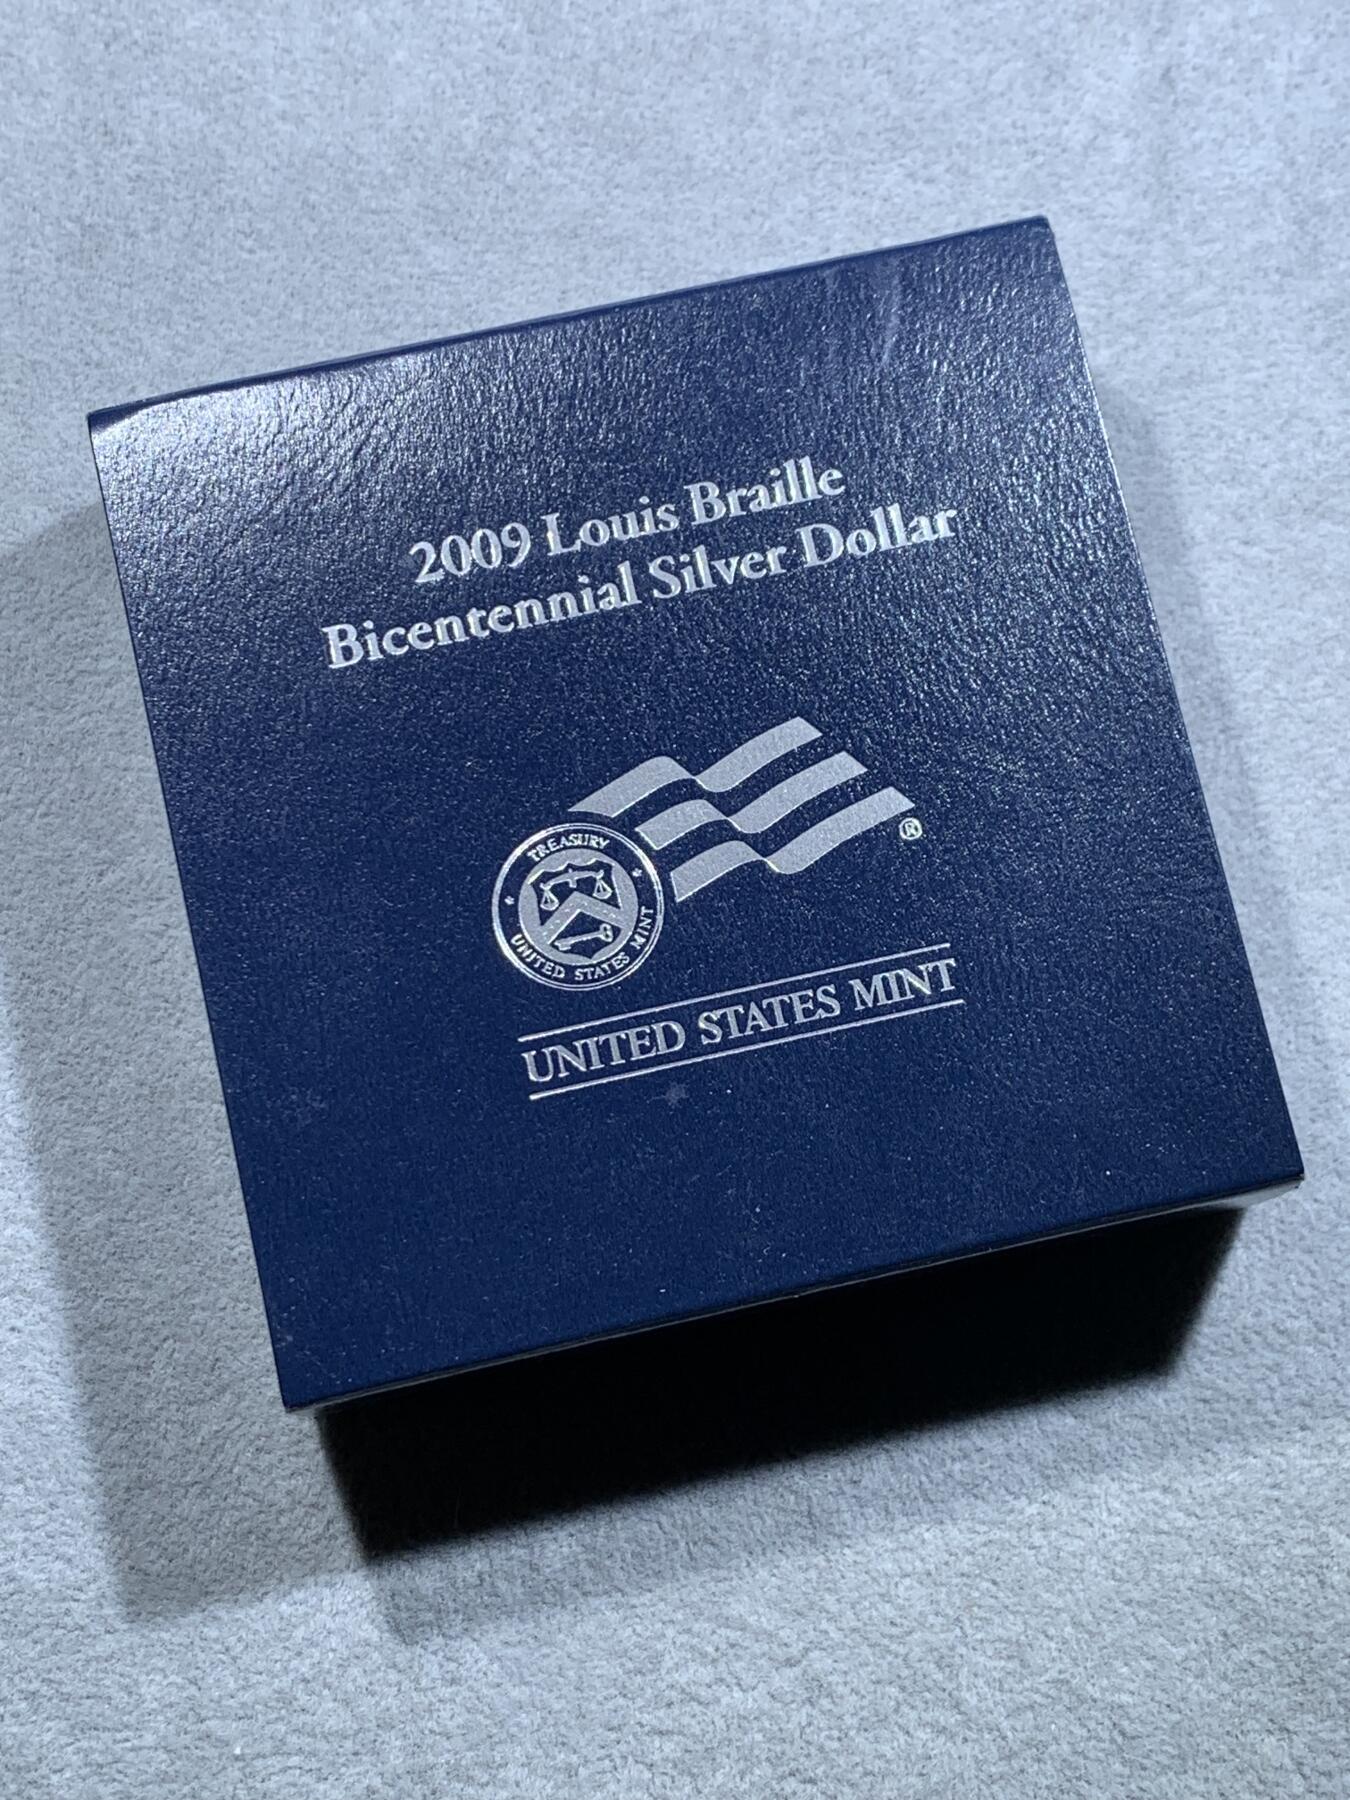 2009 Louis Braille
Bicentennial Silver Dollar
®
TREASURY
UNITED STATES MINT
UNITED STATES MINT